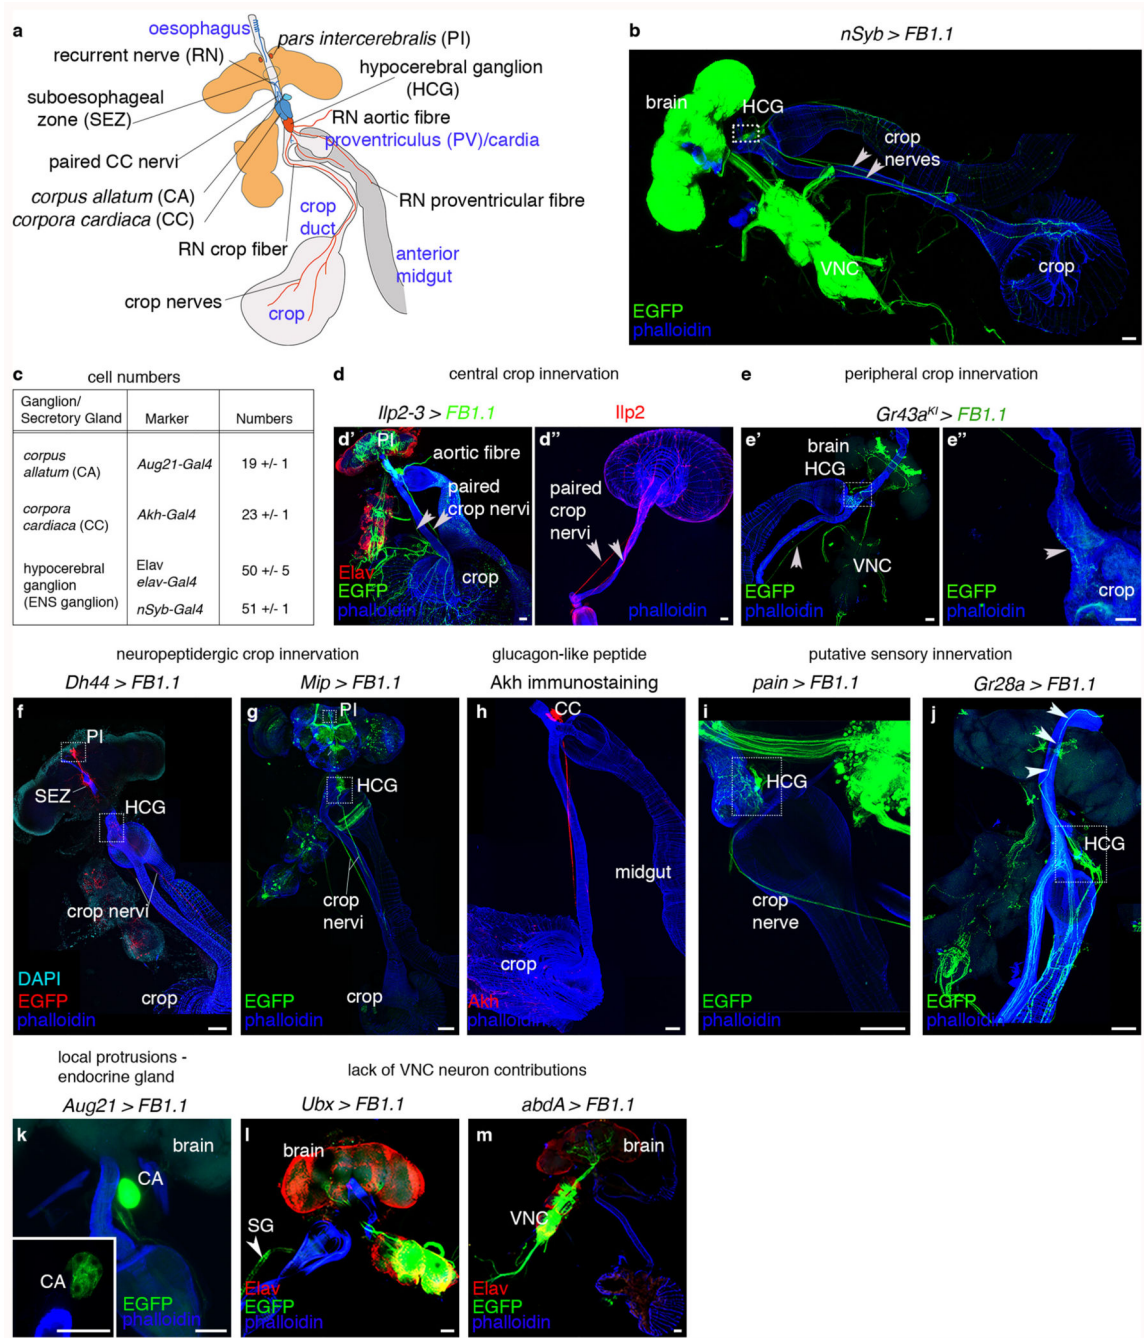 a
oesophagus
pars intercerebralis (PI)
recurrent nerve (RN)
hypocerebral ganglion
(HCG)
suboesophageal
zone (SEZ)
RN aortic fibre
proventriculus (PV)/cardia
paired CC nervi
corpus allatum (CA)
corpora cardiaca (CC)
RN proventricular fibre
crop
duct
RN crop fiber
anterior
midgut
crop nerves
crop
b
nSyb > FB1.1
brain
HCG
crop
nerves
VNC
crop
EGFP
phalloidin
c
cell numbers
Ganglion/
Secretory Gland
Marker
Numbers
corpus
allatum (CA)
Aug21-Gal4
19 +/- 1
corpora
cardiaca (CC)
Akh-Gal4
23 +/- 1
hypocerebral
ganglion
(ENS ganglion)
Elav
elav-Gal4
50 +/- 5
nSyb-Gal4
51 +/- 1
d
central crop innervation
Ilp2-3 > FB1.1
Ilp2
d'
PI
aortic fibre
paired
crop nervi
crop
Elav
EGFP
phalloidin
d"
paired
crop
nervi
phalloidin
e
peripheral crop innervation
Gr43aKI > FB1.1
e'
brain
HCG
VNC
EGFP
phalloidin
e"
crop
EGFP
phalloidin
neuropeptidergic crop innervation
Dh44 > FB1.1
Mip > FB1.1
glucagon-like peptide
Akh immunostaining
putative sensory innervation
pain > FB1.1
Gr28a > FB1.1
f
PI
SEZ
HCG
crop nervi
DAPI
EGFP
phalloidin
crop
g
PI
HCG
crop
nervi
EGFP
phalloidin
crop
h
CC
midgut
crop
Akh
phalloidin
i
HCG
crop
nerve
EGFP
phalloidin
j
HCG
EGFP
phalloidin
local protrusions -
endocrine gland
Aug21 > FB1.1
lack of VNC neuron contributions
Ubx > FB1.1
abdA > FB1.1
k
brain
CA
CA
EGFP
phalloidin
l
brain
SG
Elav
EGFP
phalloidin
m
brain
VNC
Elav
EGFP
phalloidin